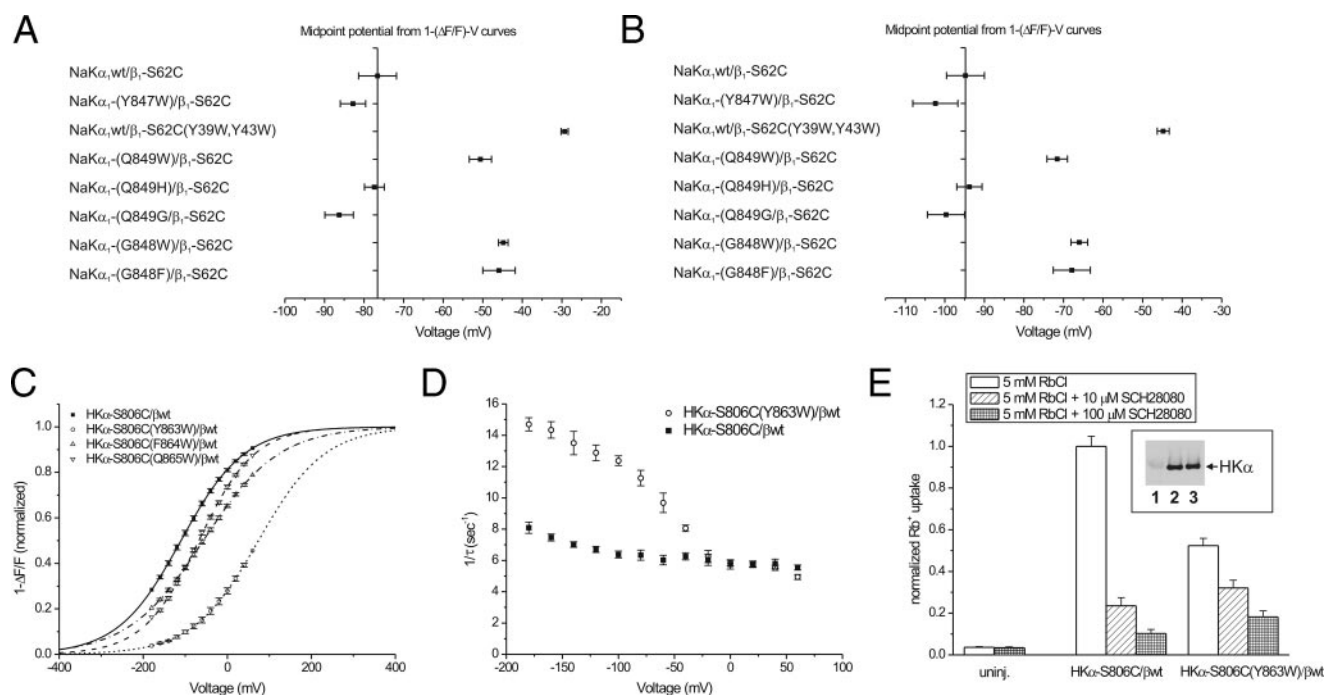 A
Midpoint potential from 1-(ΔF/F)-V curves
NaKα₁wt/β₁-S62C
NaKα₁-(Y847W)/β₁-S62C
NaKα₁wt/β₁-S62C(Y39W,Y43W)
NaKα₁-(Q849W)/β₁-S62C
NaKα₁-(Q849H)/β₁-S62C
NaKα₁-(Q849G/β₁-S62C
NaKα₁-(G848W)/β₁-S62C
NaKα₁-(G848F)/β₁-S62C
-100 -90 -80 -70 -60 -50 -40 -30 -20
Voltage (mV)
B
Midpoint potential from 1-(ΔF/F)-V curves
NaKα₁wt/β₁-S62C
NaKα₁-(Y847W)/β₁-S62C
NaKα₁wt/β₁-S62C(Y39W,Y43W)
NaKα₁-(Q849W)/β₁-S62C
NaKα₁-(Q849H)/β₁-S62C
NaKα₁-(Q849G/β₁-S62C
NaKα₁-(G848W)/β₁-S62C
NaKα₁-(G848F)/β₁-S62C
-110 -100 -90 -80 -70 -60 -50 -40 -30
Voltage (mV)
C
1-ΔF/F (normalized)
1.0
0.8
0.6
0.4
0.2
0.0
HKα-S806C/βwt
HKα-S806C(Y863W)/βwt
HKα-S806C(F864W)/βwt
HKα-S806C(Q865W)/βwt
-400 -200 0 200 400
Voltage (mV)
D
1/τ(sec⁻¹)
16
14
12
10
8
6
4
2
0
HKα-S806C(Y863W)/βwt
HKα-S806C/βwt
-200 -150 -100 -50 0 50 100
Voltage (mV)
E
5 mM RbCl
5 mM RbCl + 10 μM SCH28080
5 mM RbCl + 100 μM SCH28080
normalized Rb⁺ uptake
1.2
1.0
0.8
0.6
0.4
0.2
0.0
HKα
1 2 3
uninj. HKα-S806C/βwt HKα-S806C(Y863W)/βwt